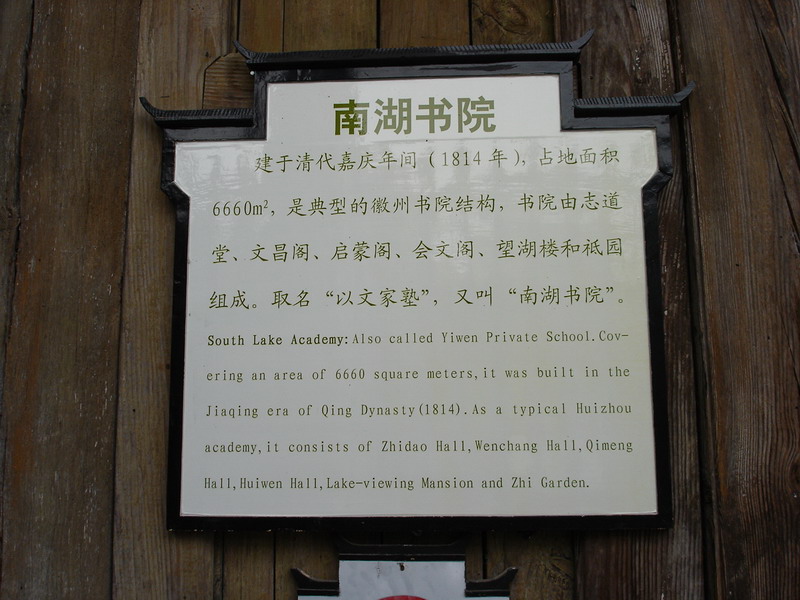 南湖书院
建于清代嘉庆年间（1814年），占地面积
6660m²，是典型的徽州书院结构，书院由志道
堂、文昌阁、启蒙阁、会文阁、望湖楼和祗园
组成。取名“以文家塾”，又叫“南湖书院”。
South Lake Academy:Also called Yiwen Private School.Cov-
ering an area of 6660 square meters,it was built in the
Jiaqing era of Qing Dynasty(1814).As a typical Huizhou
academy,it consists of Zhidao Hall,Wenchang Hall,Qimeng
Hall,Huiwen Hall,Lake-viewing Mansion and Zhi Garden.